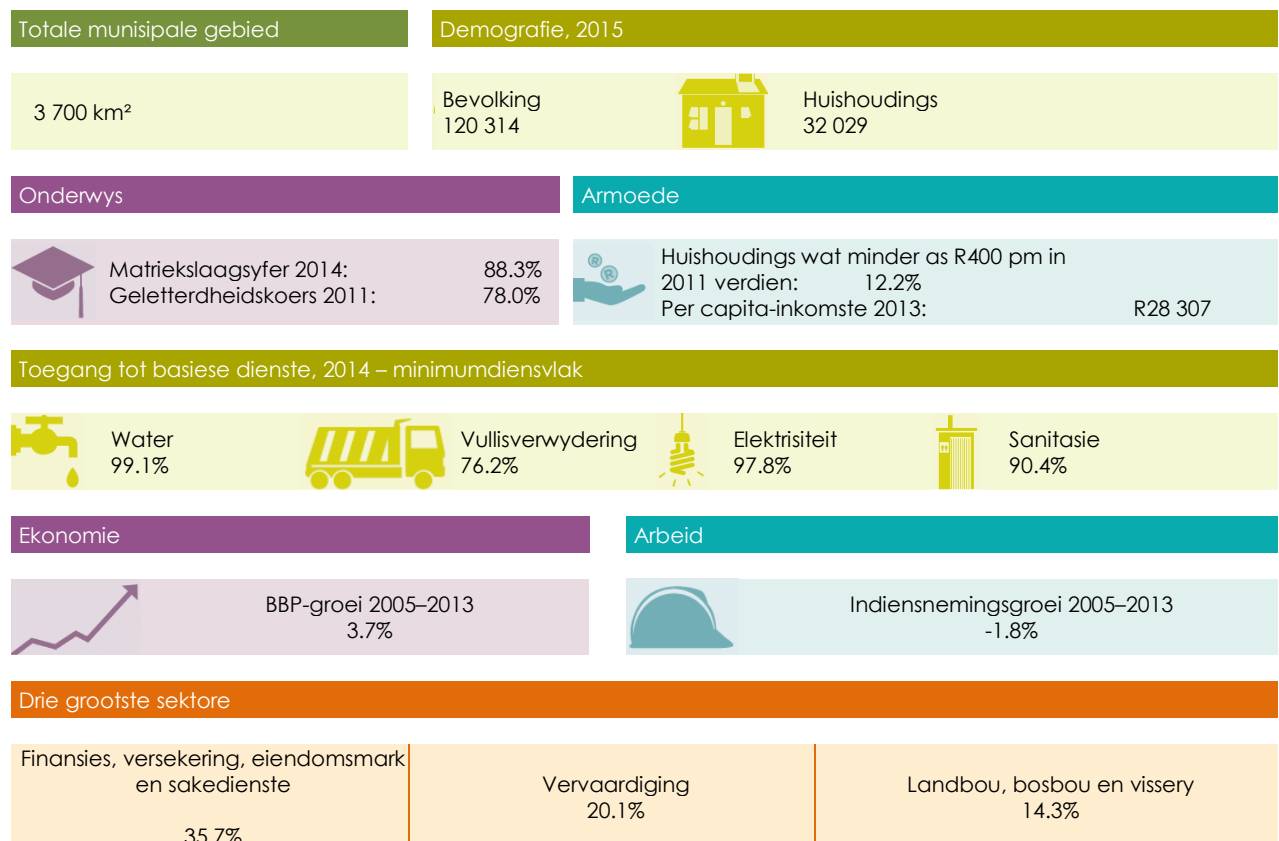 Totale munisipale gebied
Demografie, 2015
3 700 km²
Bevolking
120 314
Huishoudings
32 029
Onderwys
Armoede
Matriekslaagsyfer 2014: 88.3%
Geletterdheidskoers 2011: 78.0%
Huishoudings wat minder as R400 pm in
2011 verdien: 12.2%
Per capita-inkomste 2013: R28 307
Toegang tot basiese dienste, 2014 – minimumdiensvlak
Water
99.1%
Vullisverwydering
76.2%
Elektrisiteit
97.8%
Sanitasie
90.4%
Ekonomie
Arbeid
BBP-groei 2005–2013
3.7%
Indiensnemingsgroei 2005–2013
-1.8%
Drie grootste sektore
Finansies, versekering, eiendomsmark
en sakedienste
35.7%
Vervaardiging
20.1%
Landbou, bosbou en vissery
14.3%